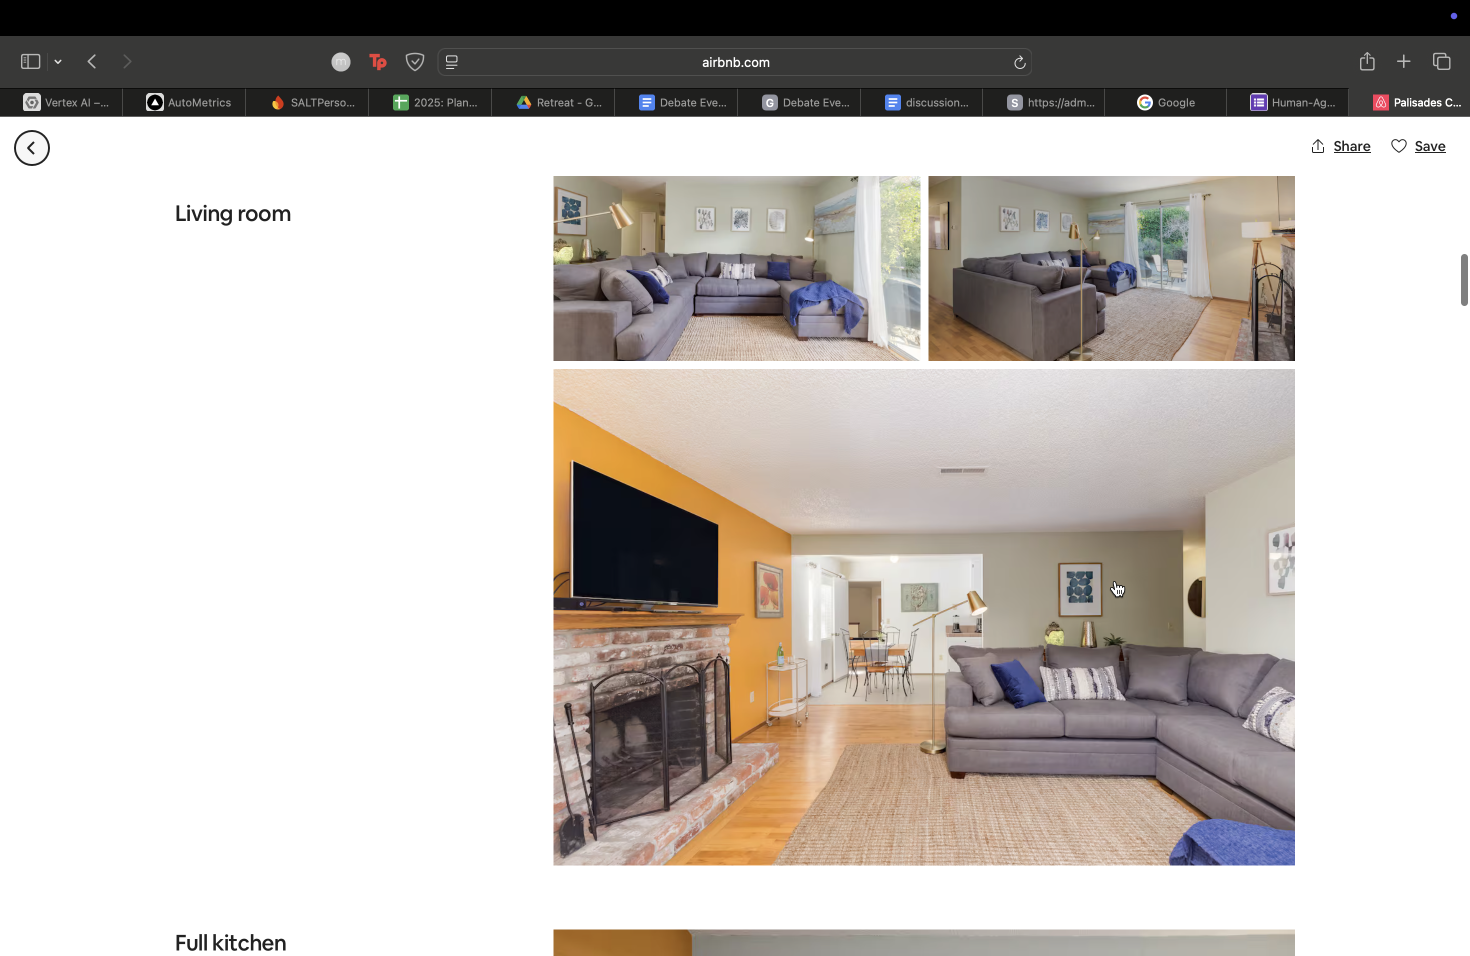 airbnb.com
Vertex AI –...
AutoMetrics
SALTPerso...
2025: Plan...
Retreat - G...
Debate Eve...
Debate Eve...
discussion...
https://adm...
Google
Human-Ag...
Palisades C...
Share
Save
Living room
Full kitchen